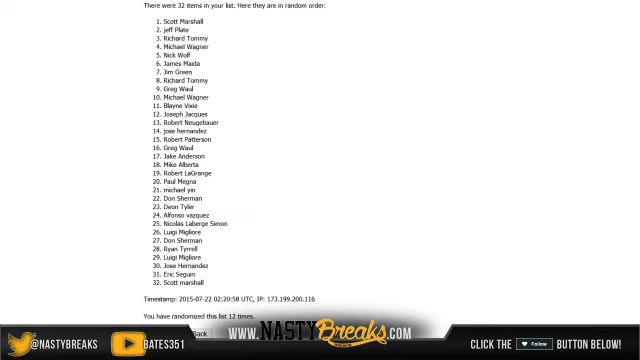 There were 32 items in your list. Here they are in random order:
1. Scott Marshall
2. jeff Plate
3. Richard Tommy
4. Michael Wagner
5. Nick Wolf
6. James Maida
7. Jim Green
8. Richard Tommy
9. Greg Waul
10. Michael Wagner
11. Blayne Vixie
12. Joseph Jacques
13. Robert Neugebauer
14. jose hernandez
15. Robert Patterson
16. Greg Waul
17. Jake Anderson
18. Mike Alberta
19. Robert LaGrange
20. Paul Megna
21. michael yin
22. Don Sherman
23. Deon Tyler
24. Alfonso vazquez
25. Nicolas Laberge Simon
26. Luigi Migliore
27. Don Sherman
28. Ryan Tyrrell
29. Luigi Migliore
30. Jose Hernandez
31. Eric Seguin
32. Scott marshall
Timestamp: 2015-07-22 02:20:58 UTC, IP: 173.199.200.116
You have randomized this list 12 times.
Back
@NASTYBREAKS
BATES351
WWW.NASTYBreaks.COM
CLICK THE
Follow
BUTTON BELOW!